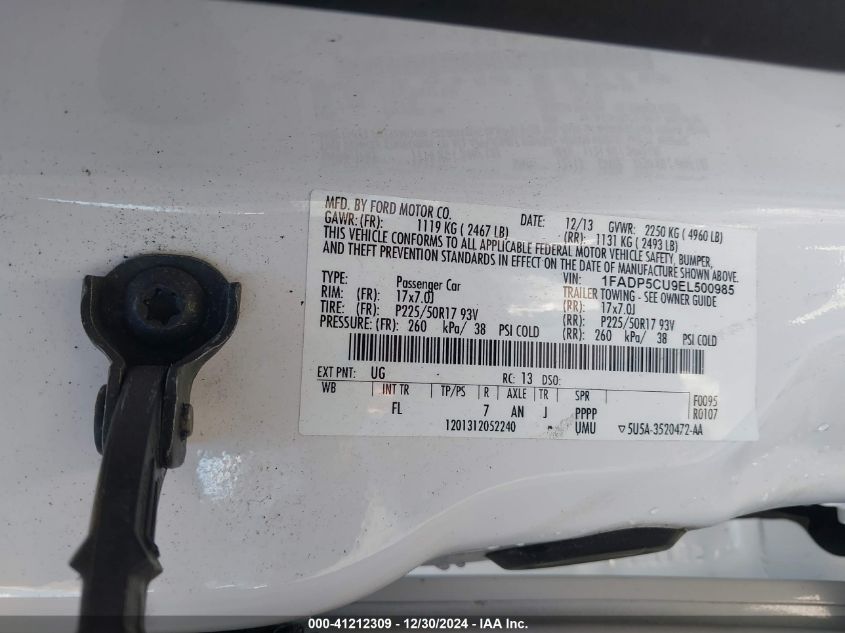 MFD. BY FORD MOTOR CO.
DATE: 12/13 GVWR: 2250 KG ( 4960 LB)
GAWR: (FR): 1119 KG ( 2467 LB) (RR): 1131 KG ( 2493 LB)
THIS VEHICLE CONFORMS TO ALL APPLICABLE FEDERAL MOTOR VEHICLE SAFETY, BUMPER,
AND THEFT PREVENTION STANDARDS IN EFFECT ON THE DATE OF MANUFACTURE SHOWN ABOVE.
VIN: 1FADP5CU9EL500985
TYPE: Passenger Car TRAILER TOWING - SEE OWNER GUIDE
RIM: (FR): 17x7.0J (RR): 17x7.0J
TIRE: (FR): P225/50R17 93V (RR): P225/50R17 93V
PRESSURE: (FR): 260 kPa/ 38 PSI COLD (RR): 260 kPa/ 38 PSI COLD
EXT PNT: UG RC: 13 DSO:
WB INT TR TP/PS R AXLE TR SPR F0095
FL 7 AN J PPPP R0107
1201312052240 - UMU ▽5U5A-3520472-AA
000-41212309 - 12/30/2024 - IAA Inc.